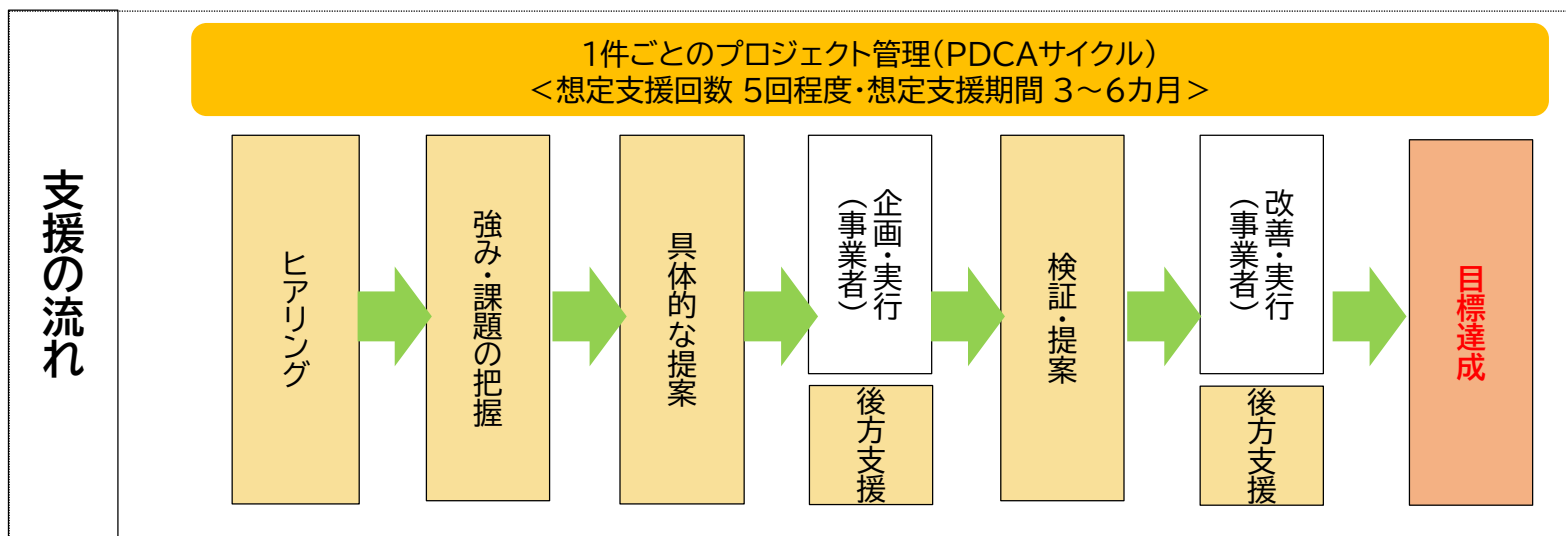 支援の流れ
1件ごとのプロジェクト管理(PDCAサイクル)
<想定支援回数 5回程度・想定支援期間 3~6カ月>
ヒアリング
強み・課題の把握
具体的な提案
企画・実行
(事業者)
後方支援
検証・提案
改善・実行
(事業者)
後方支援
目標達成